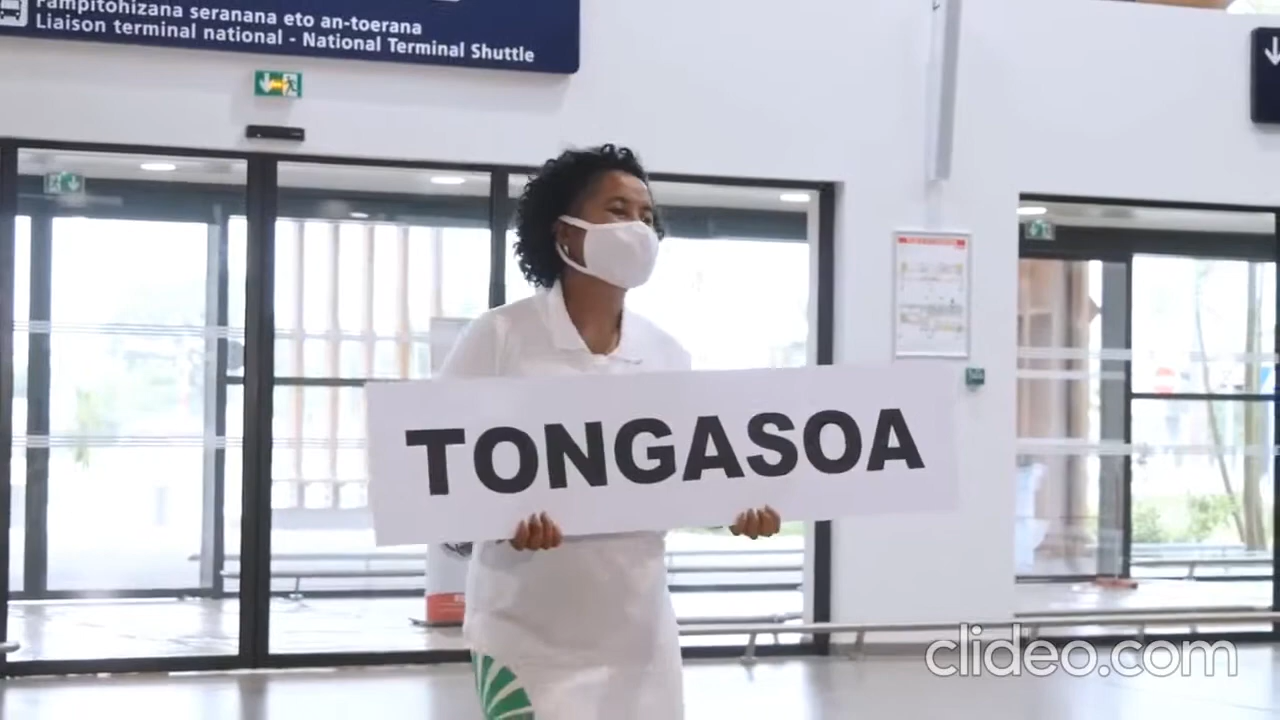 Fampitohizana seranana eto an-toerana
Liaison terminal national - National Terminal Shuttle
TONGASOA
clideo.com